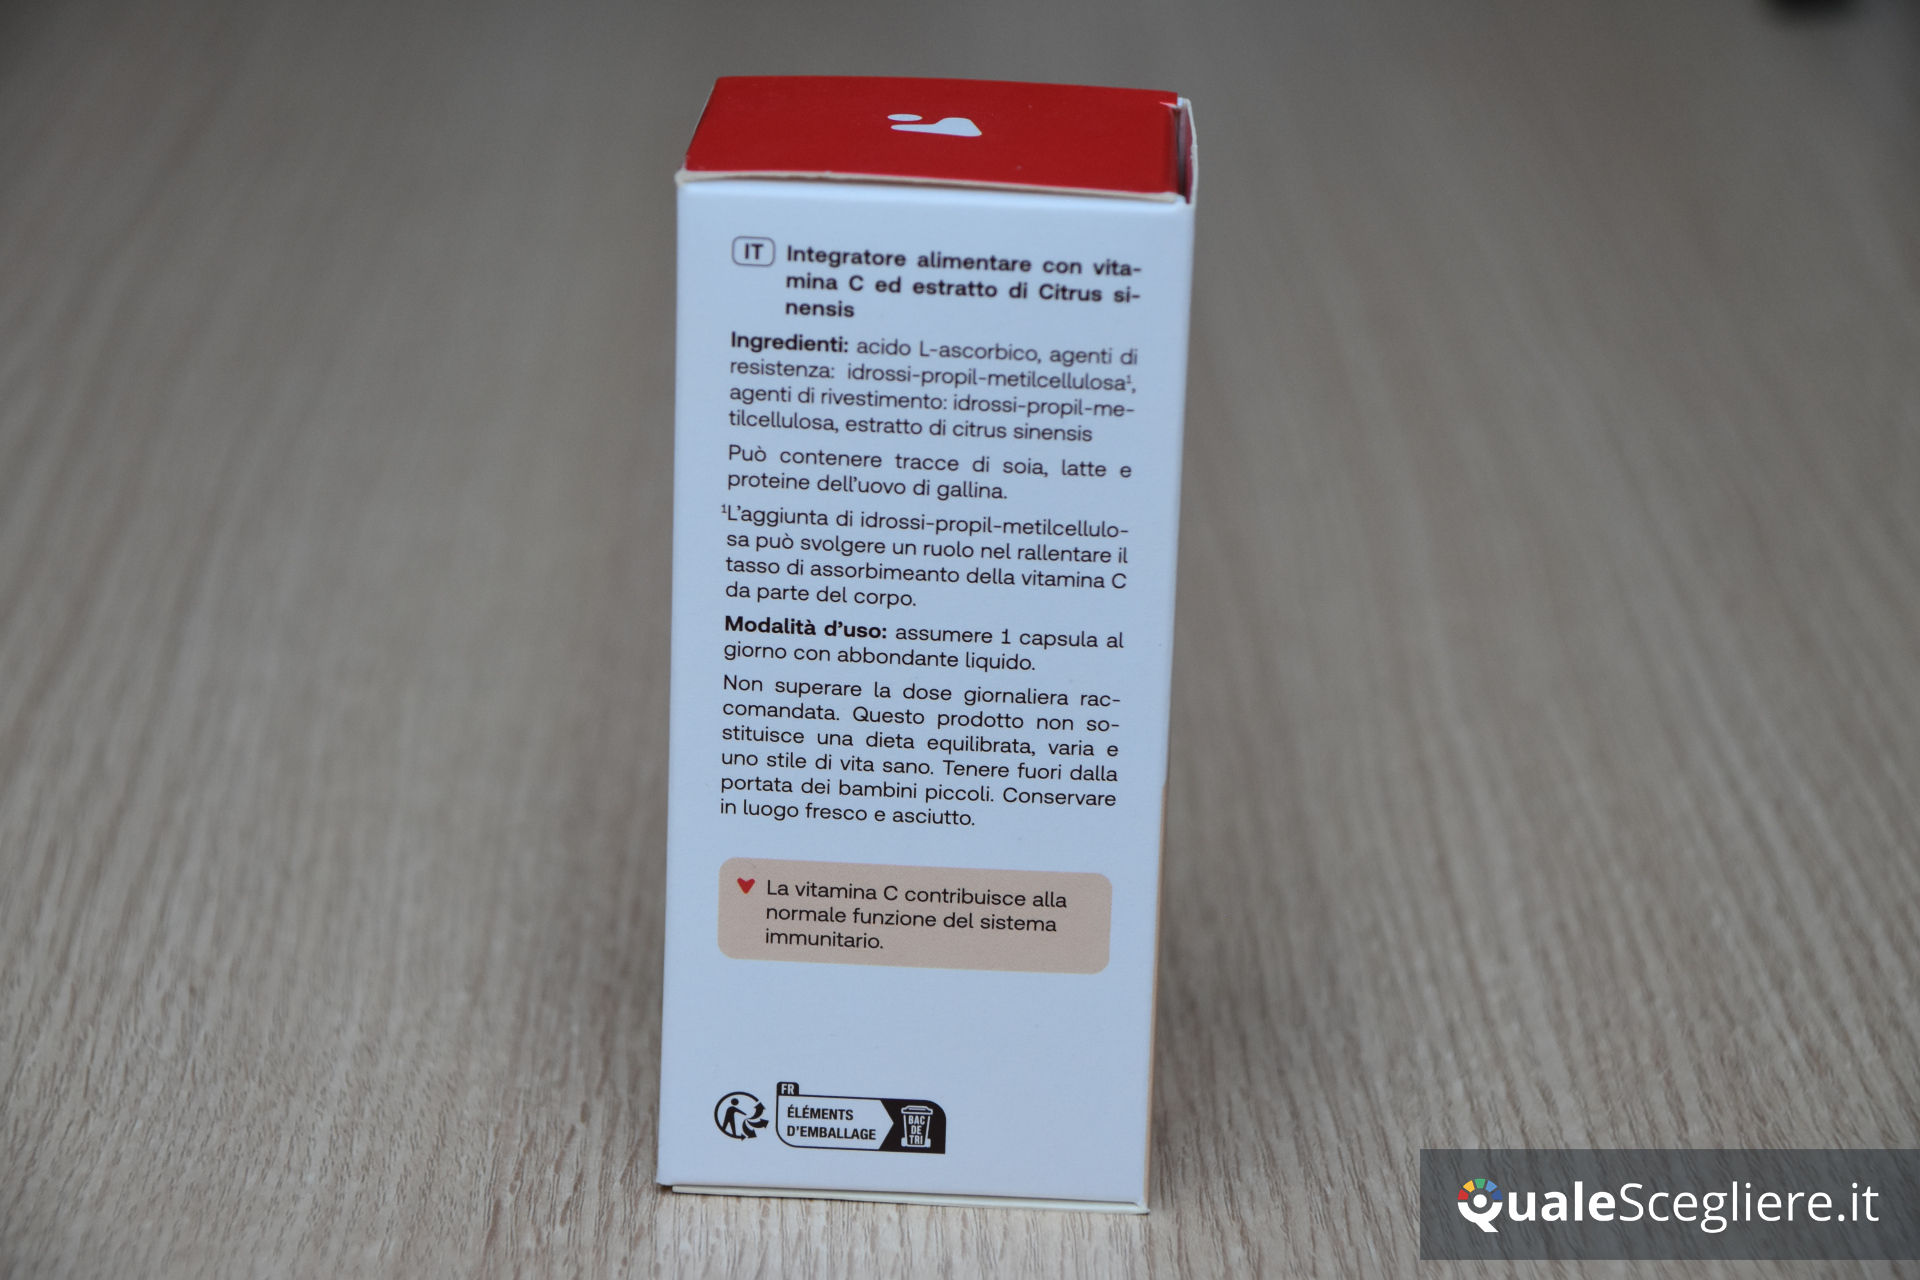 IT Integratore alimentare con vita-
mina C ed estratto di Citrus si-
nensis
Ingredienti: acido L-ascorbico, agenti di
resistenza: idrossi-propil-metilcellulosa¹,
agenti di rivestimento: idrossi-propil-me-
tilcellulosa, estratto di citrus sinensis
Può contenere tracce di soia, latte e
proteine dell'uovo di gallina.
¹L'aggiunta di idrossi-propil-metilcellulo-
sa può svolgere un ruolo nel rallentare il
tasso di assorbimeanto della vitamina C
da parte del corpo.
Modalità d'uso: assumere 1 capsula al
giorno con abbondante liquido.
Non superare la dose giornaliera rac-
comandata. Questo prodotto non so-
stituisce una dieta equilibrata, varia e
uno stile di vita sano. Tenere fuori dalla
portata dei bambini piccoli. Conservare
in luogo fresco e asciutto.
La vitamina C contribuisce alla
normale funzione del sistema
immunitario.
FR
ÉLÉMENTS
D'EMBALLAGE
BAC
DE
TRI
QualeScegliere.it